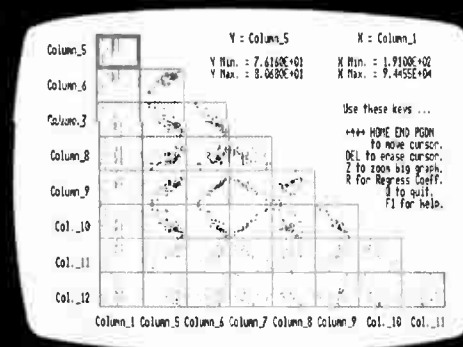 Y = Column_5 X = Column_1
Y Min. = 7.6160E+01 X Min. = 1.9100E+02
Y Max. = 8.0680E+01 X Max. = 9.4455E+04
Use these keys ...
HOME END PGDN
to move cursor.
DEL to erase cursor.
Z to zoom big graph.
R for Regress Coeff.
Q to quit.
F1 for help.
Column_5
Column_6
Column_8
Column_9
Col._10
Col._11
Col._12
Column_1 Column_5 Column_6 Column_7 Column_8 Column_9 Col._10 Col._11